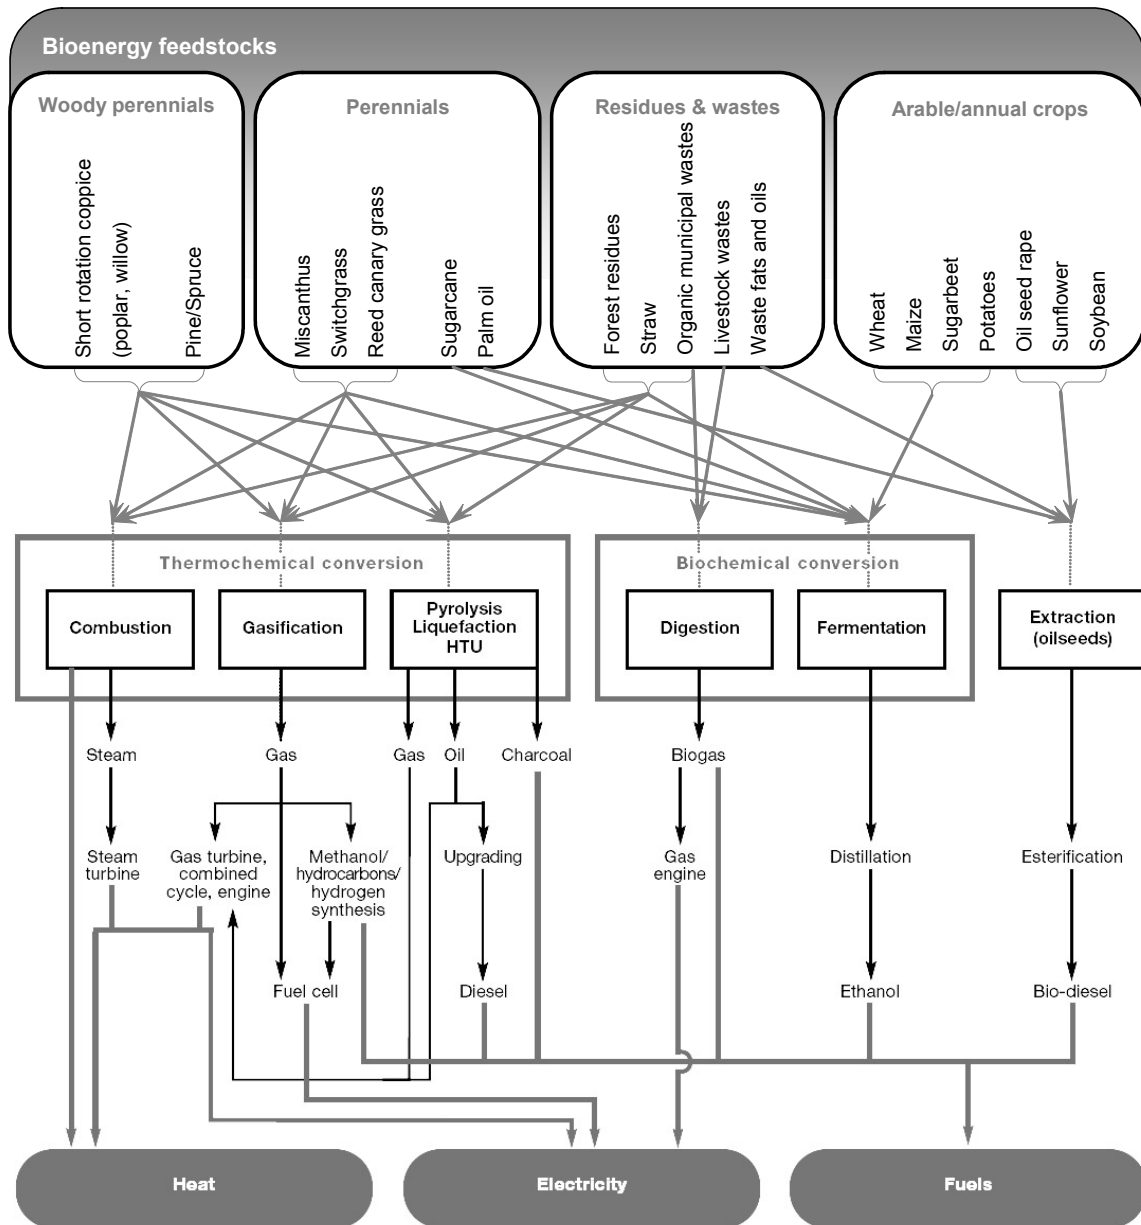 Bioenergy feedstocks
Woody perennials
Short rotation coppice
(poplar, willow)
Pine/Spruce
Perennials
Miscanthus
Switchgrass
Reed canary grass
Sugarcane
Palm oil
Residues & wastes
Forest residues
Straw
Organic municipal wastes
Livestock wastes
Waste fats and oils
Arable/annual crops
Wheat
Maize
Sugarbeet
Potatoes
Oil seed rape
Sunflower
Soybean
Thermochemical conversion
Combustion
Gasification
Pyrolysis
Liquefaction
HTU
Biochemical conversion
Digestion
Fermentation
Extraction
(oilseeds)
Steam
Gas
Gas
Oil
Charcoal
Biogas
Steam
turbine
Gas turbine,
combined
cycle, engine
Methanol/
hydrocarbons/
hydrogen
synthesis
Upgrading
Gas
engine
Distillation
Esterification
Fuel cell
Diesel
Ethanol
Bio-diesel
Heat
Electricity
Fuels